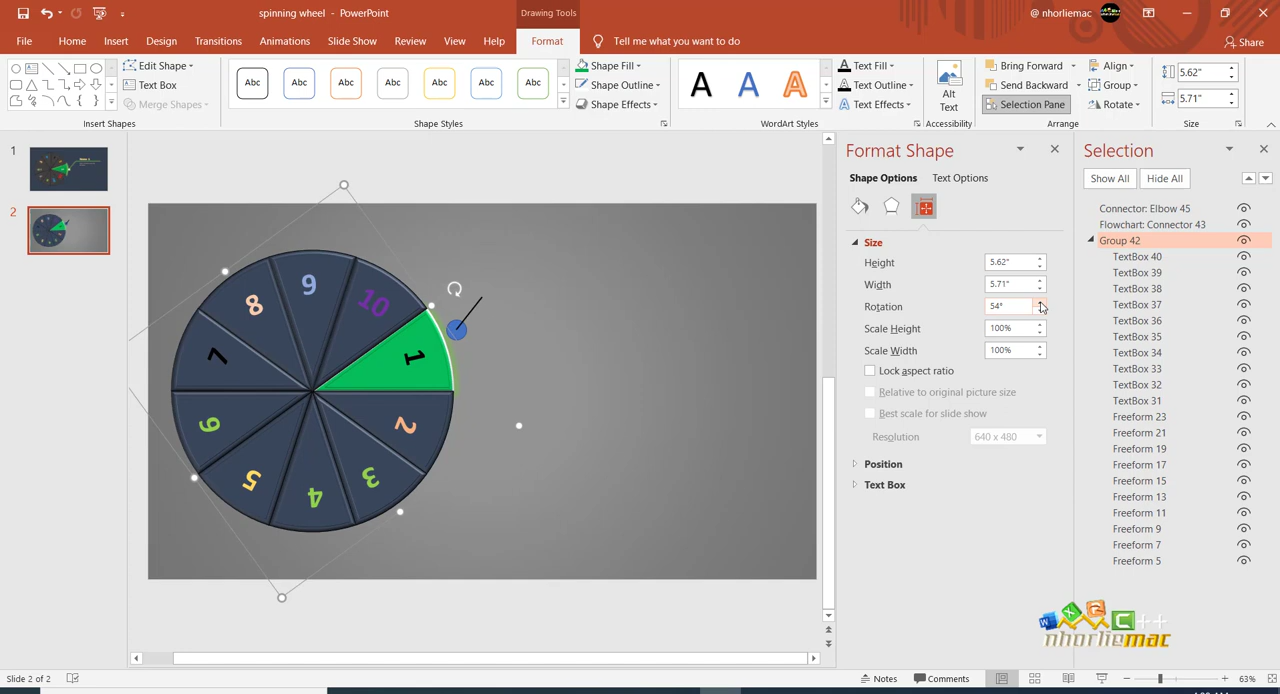 spinning wheel - PowerPoint
Drawing Tools
@ nhorliemac
File Home Insert Design Transitions Animations Slide Show Review View Help Format Tell me what you want to do Share
Edit Shape
Text Box
Merge Shapes
Insert Shapes
Abc Abc Abc Abc Abc Abc Abc
Shape Fill
Shape Outline
Shape Effects
Shape Styles
A A A
Text Fill
Text Outline
Text Effects
WordArt Styles
Alt
Text
Accessibility
Bring Forward
Send Backward
Selection Pane
Align
Group
Rotate
Arrange
5.62"
5.71"
Size
1
2
10
1
2
3
4
5
6
7
8
9
Format Shape
Shape Options Text Options
Size
Height 5.62"
Width 5.71"
Rotation 54°
Scale Height 100%
Scale Width 100%
Lock aspect ratio
Relative to original picture size
Best scale for slide show
Resolution 640 x 480
Position
Text Box
Selection
Show All Hide All
Connector: Elbow 45
Flowchart: Connector 43
Group 42
TextBox 40
TextBox 39
TextBox 38
TextBox 37
TextBox 36
TextBox 35
TextBox 34
TextBox 33
TextBox 32
TextBox 31
Freeform 23
Freeform 21
Freeform 19
Freeform 17
Freeform 15
Freeform 13
Freeform 11
Freeform 9
Freeform 7
Freeform 5
W X C ++
nhorliemac
Slide 2 of 2
Notes Comments 63%